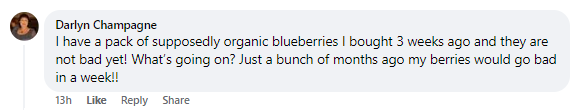 Darlyn Champagne
I have a pack of supposedly organic blueberries I bought 3 weeks ago and they are
not bad yet! What's going on? Just a bunch of months ago my berries would go bad
in a week!!
13h Like Reply Share